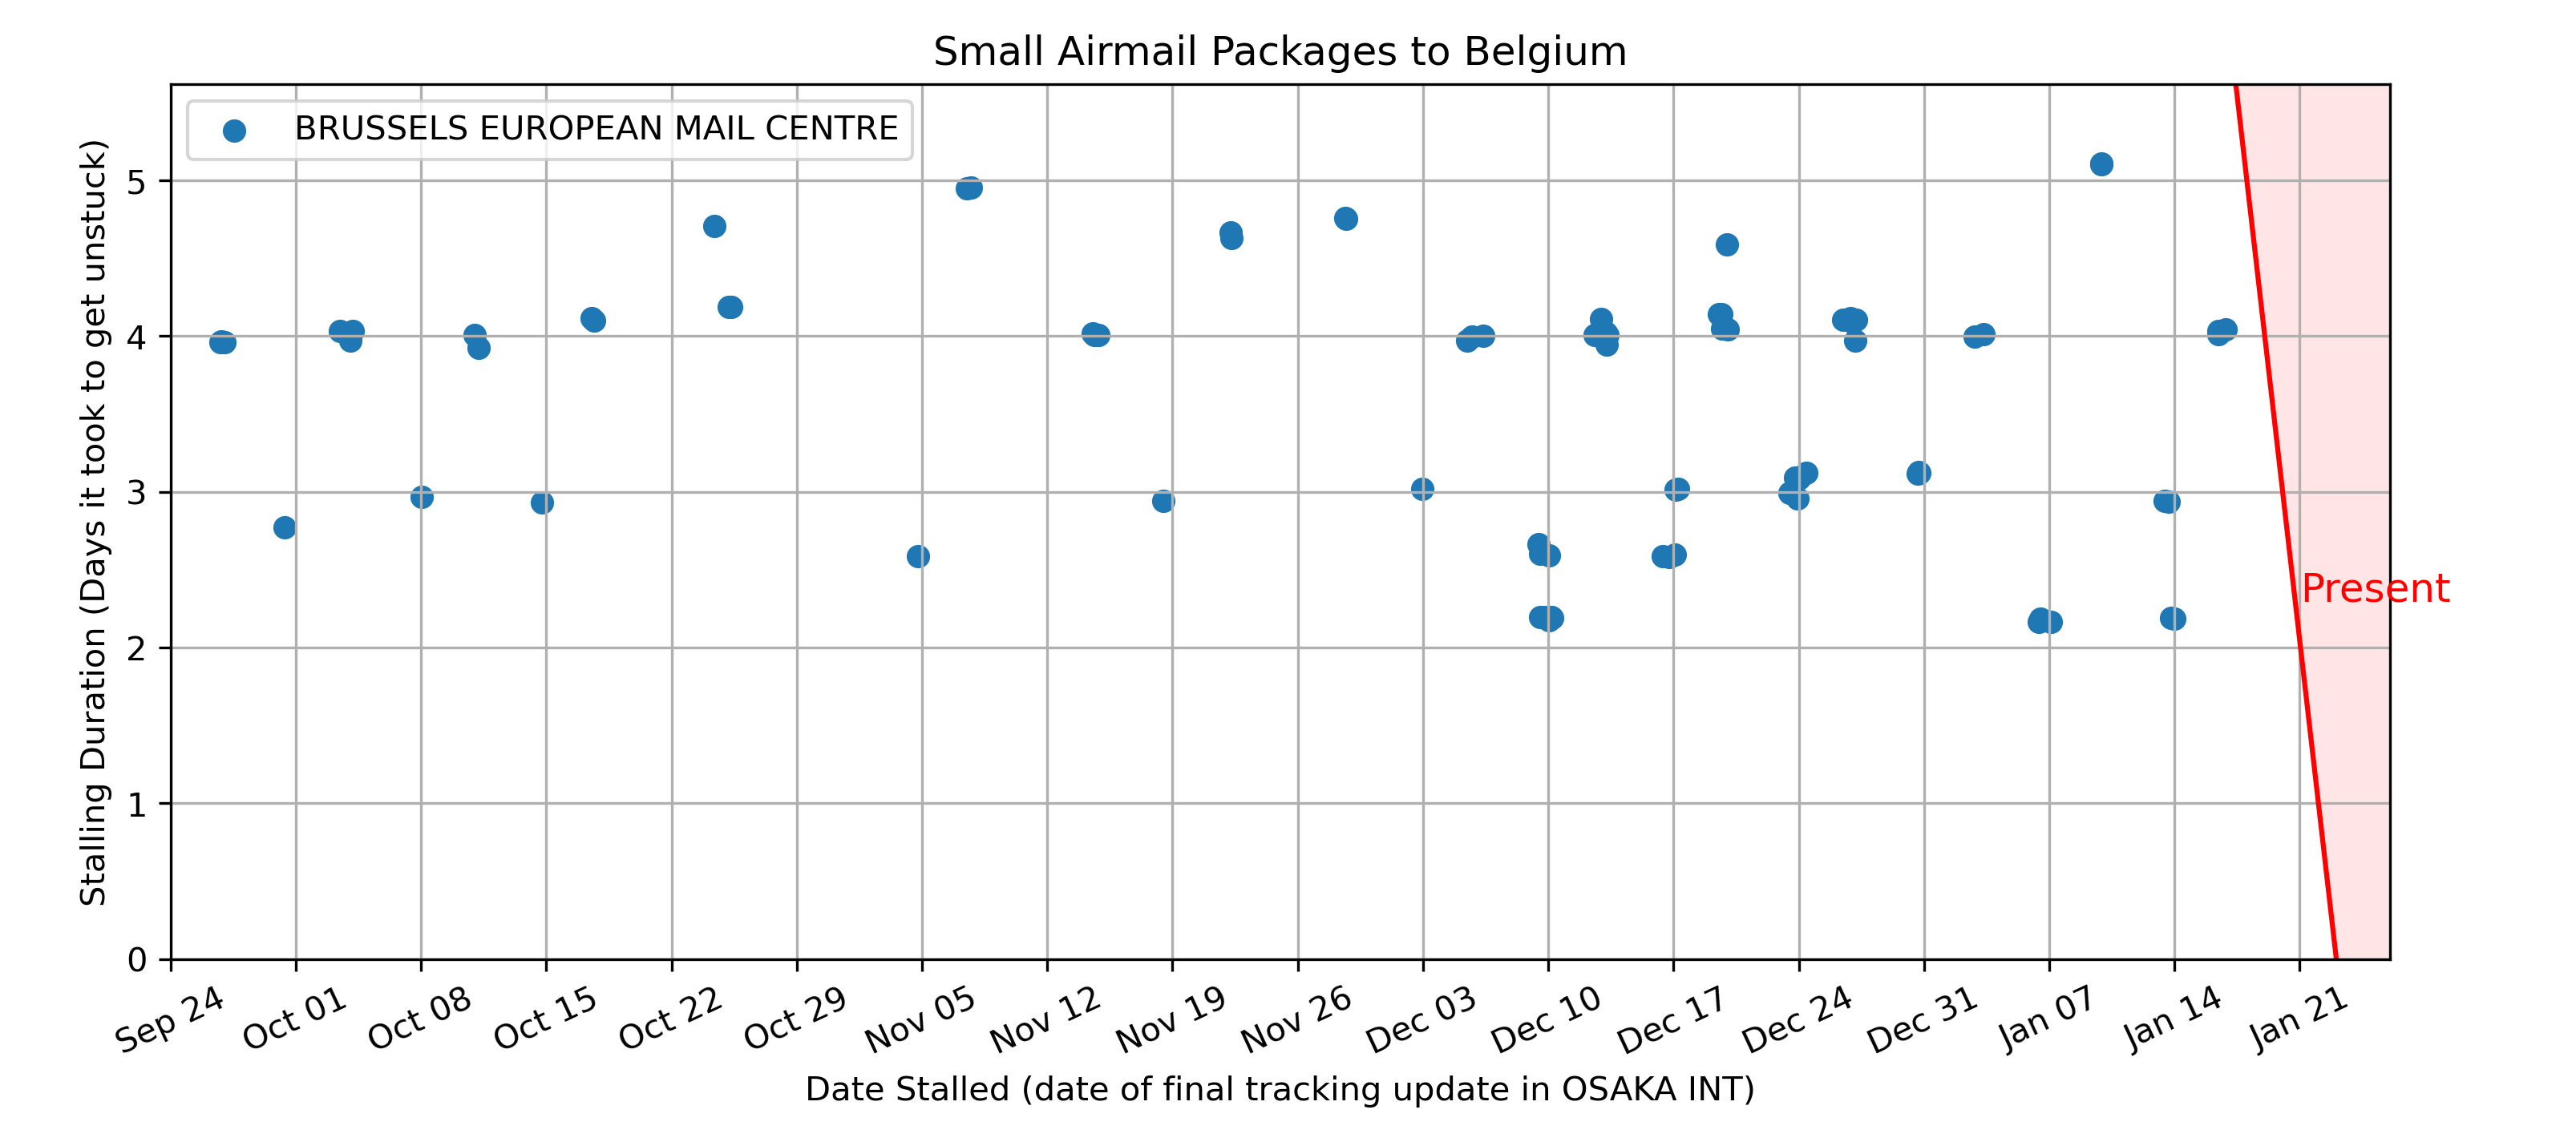 Small Airmail Packages to Belgium
BRUSSELS EUROPEAN MAIL CENTRE
Stalling Duration (Days it took to get unstuck)
5
4
3
2
1
0
Present
Sep 24
Oct 01
Oct 08
Oct 15
Oct 22
Oct 29
Nov 05
Nov 12
Nov 19
Nov 26
Dec 03
Dec 10
Dec 17
Dec 24
Dec 31
Jan 07
Jan 14
Jan 21
Date Stalled (date of final tracking update in OSAKA INT)